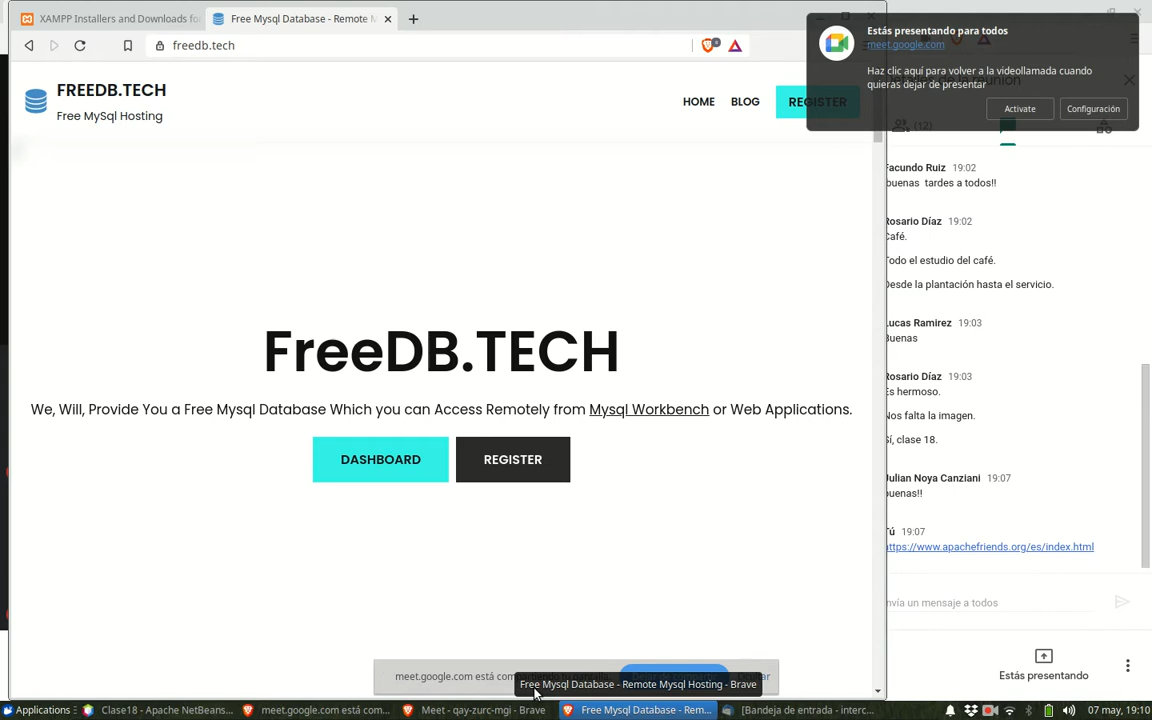 XAMPP Installers and Downloads fo
Free Mysql Database - Remote M
freedb.tech
Estás presentando para todos
meet.google.com
Haz clic aquí para volver a la videollamada cuando
quieras dejar de presentar
Activate
Configuración
FREEDB.TECH
Free MySql Hosting
HOME
BLOG
REGISTER
(12)
FreeDB.TECH
We, Will, Provide You a Free Mysql Database Which you can Access Remotely from Mysql Workbench or Web Applications.
DASHBOARD
REGISTER
Facundo Ruiz 19:02
buenas tardes a todos!!
Rosario Díaz 19:02
Café.
Todo el estudio del café.
Desde la plantación hasta el servicio.
Lucas Ramirez 19:03
Buenas
Rosario Díaz 19:03
Es hermoso.
Nos falta la imagen.
Sí, clase 18.
Julian Noya Canziani 19:07
buenas!!
Tú 19:07
https://www.apachefriends.org/es/index.html
nvía un mensaje a todos
Estás presentando
meet.google.com está com
Free Mysql Database - Remote Mysql Hosting - Brave
Applications
Clase18 - Apache NetBeans...
meet.google.com está com...
Meet - qay-zurc-mgi - Brave
Free Mysql Database - Rem...
[Bandeja de entrada - interc...
07 may, 19:10